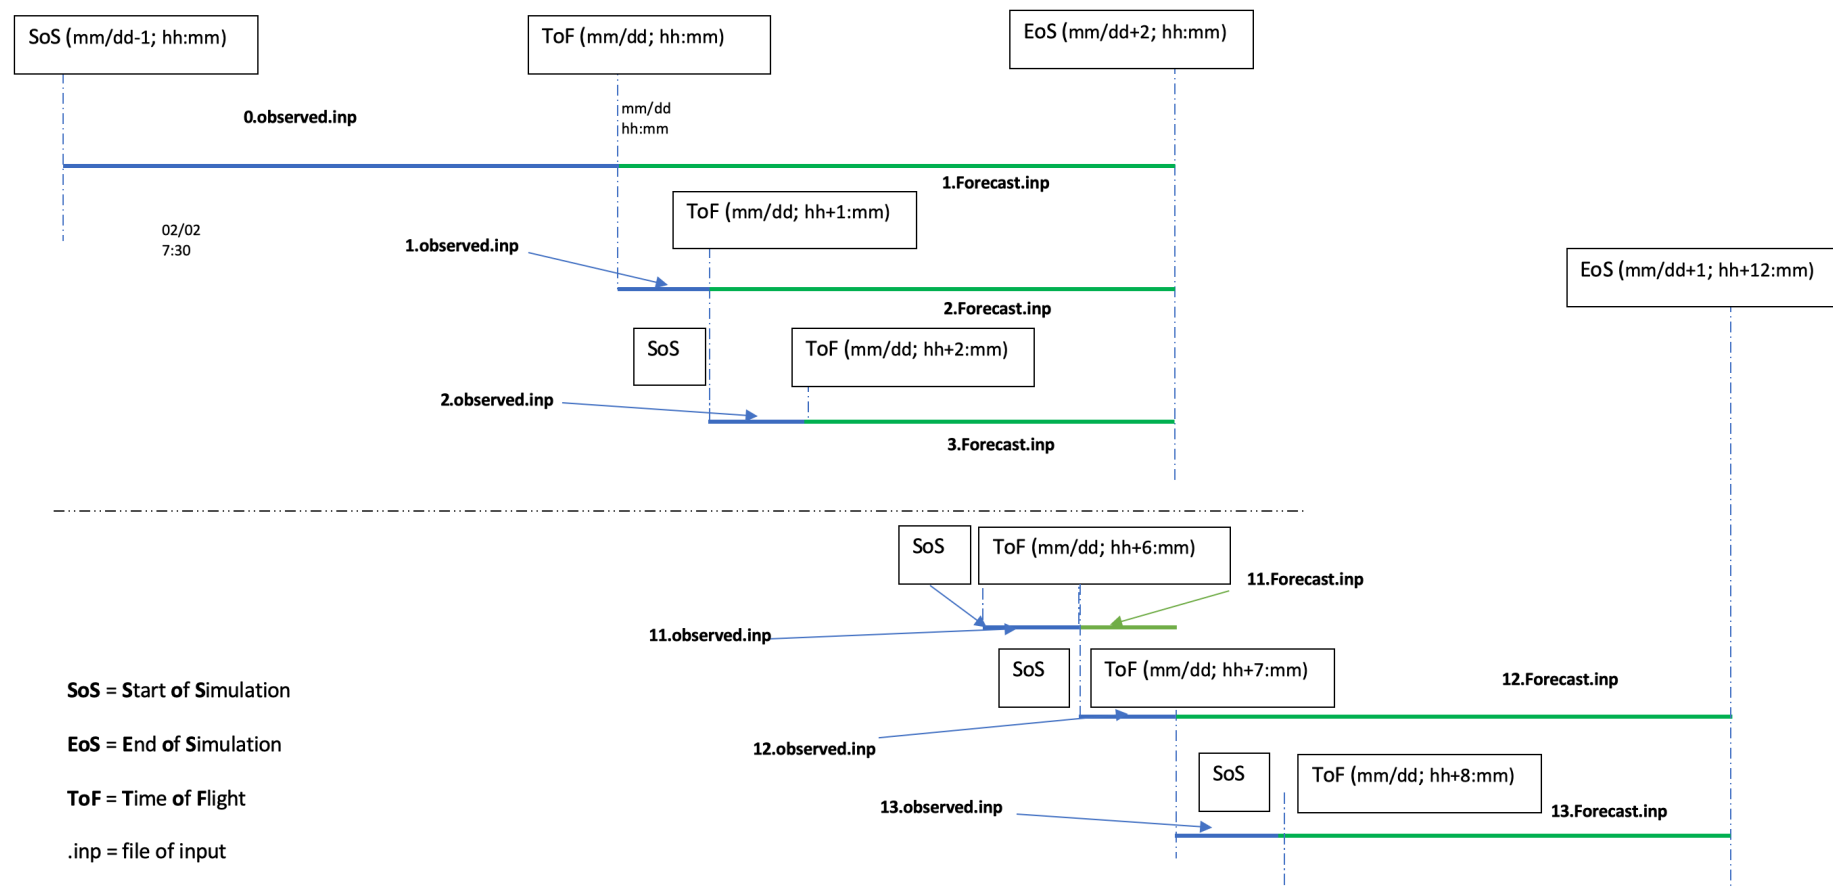 SoS (mm/dd-1; hh:mm)
ToF (mm/dd; hh:mm)
EoS (mm/dd+2; hh:mm)
0.observed.inp
mm/dd
hh:mm
1.Forecast.inp
ToF (mm/dd; hh+1:mm)
02/02
7:30
1.observed.inp
EoS (mm/dd+1; hh+12:mm)
2.Forecast.inp
SoS
ToF (mm/dd; hh+2:mm)
2.observed.inp
3.Forecast.inp
SoS
ToF (mm/dd; hh+6:mm)
11.Forecast.inp
11.observed.inp
SoS
ToF (mm/dd; hh+7:mm)
12.Forecast.inp
SoS = Start of Simulation
EoS = End of Simulation
12.observed.inp
SoS
ToF (mm/dd; hh+8:mm)
ToF = Time of Flight
13.observed.inp
13.Forecast.inp
.inp = file of input